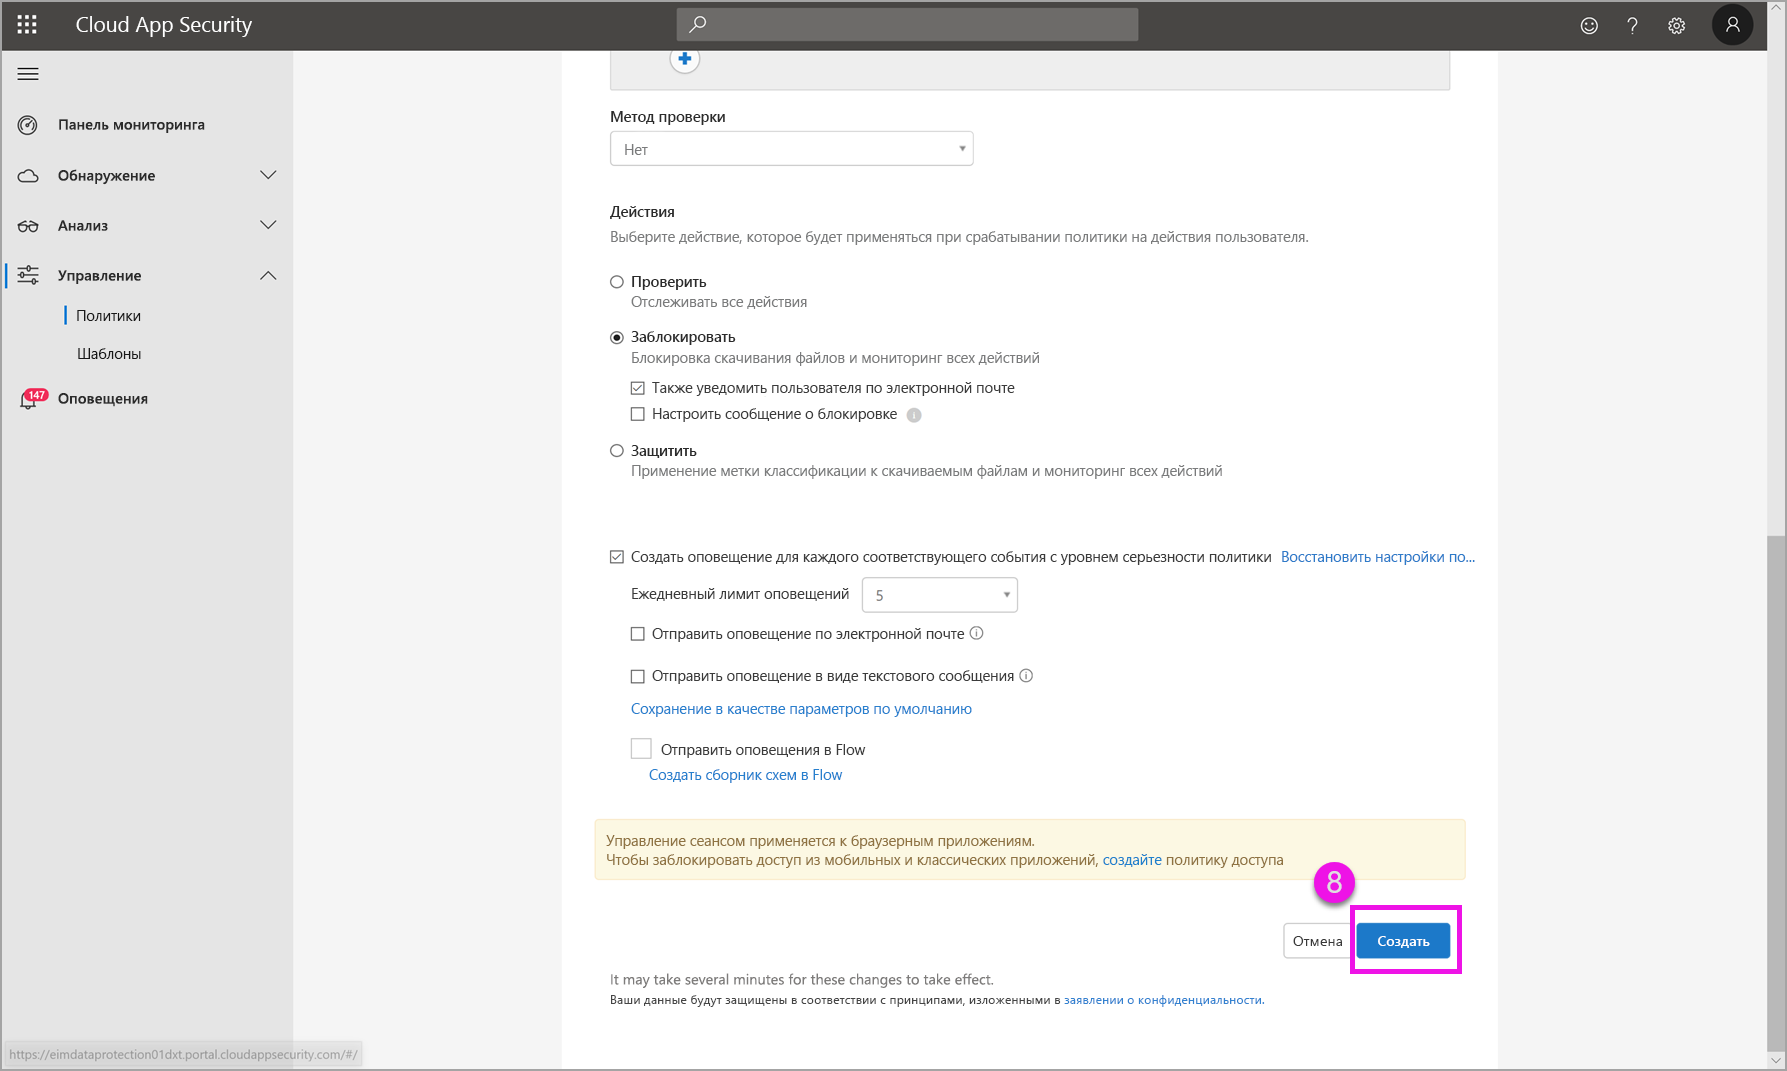 Cloud App Security
Панель мониторинга
Обнаружение
Анализ
Управление
Политики
Шаблоны
147
Оповещения
Метод проверки
Нет
Действия
Выберите действие, которое будет применяться при срабатывании политики на действия пользователя.
Проверить
Отслеживать все действия
Заблокировать
Блокировка скачивания файлов и мониторинг всех действий
Также уведомить пользователя по электронной почте
Настроить сообщение о блокировке
Защитить
Применение метки классификации к скачиваемым файлам и мониторинг всех действий
Создать оповещение для каждого соответствующего события с уровнем серьезности политики Восстановить настройки по...
Ежедневный лимит оповещений 5
Отправить оповещение по электронной почте
Отправить оповещение в виде текстового сообщения
Сохранение в качестве параметров по умолчанию
Отправить оповещения в Flow
Создать сборник схем в Flow
Управление сеансом применяется к браузерным приложениям.
Чтобы заблокировать доступ из мобильных и классических приложений, создайте политику доступа
8
Отмена Создать
It may take several minutes for these changes to take effect.
Ваши данные будут защищены в соответствии с принципами, изложенными в заявлении о конфиденциальности.
https://eimdataprotection01dxt.portal.cloudappsecurity.com/#/